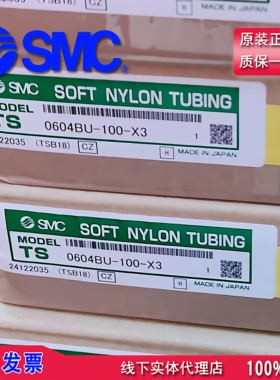 SMC
原装正
质保一
SMC SOFT NYLON TUBING
MODEL
TS 0604BU-100-X3 1
24122035 (TSB18) CZ H MADE IN JAPAN
SMC SOFT NYLON TUBING
MODEL
TS 0604BU-100-X3 1
24122035 (TSB18) CZ H MADE IN JAPAN
发票 线下实体代理店 100%